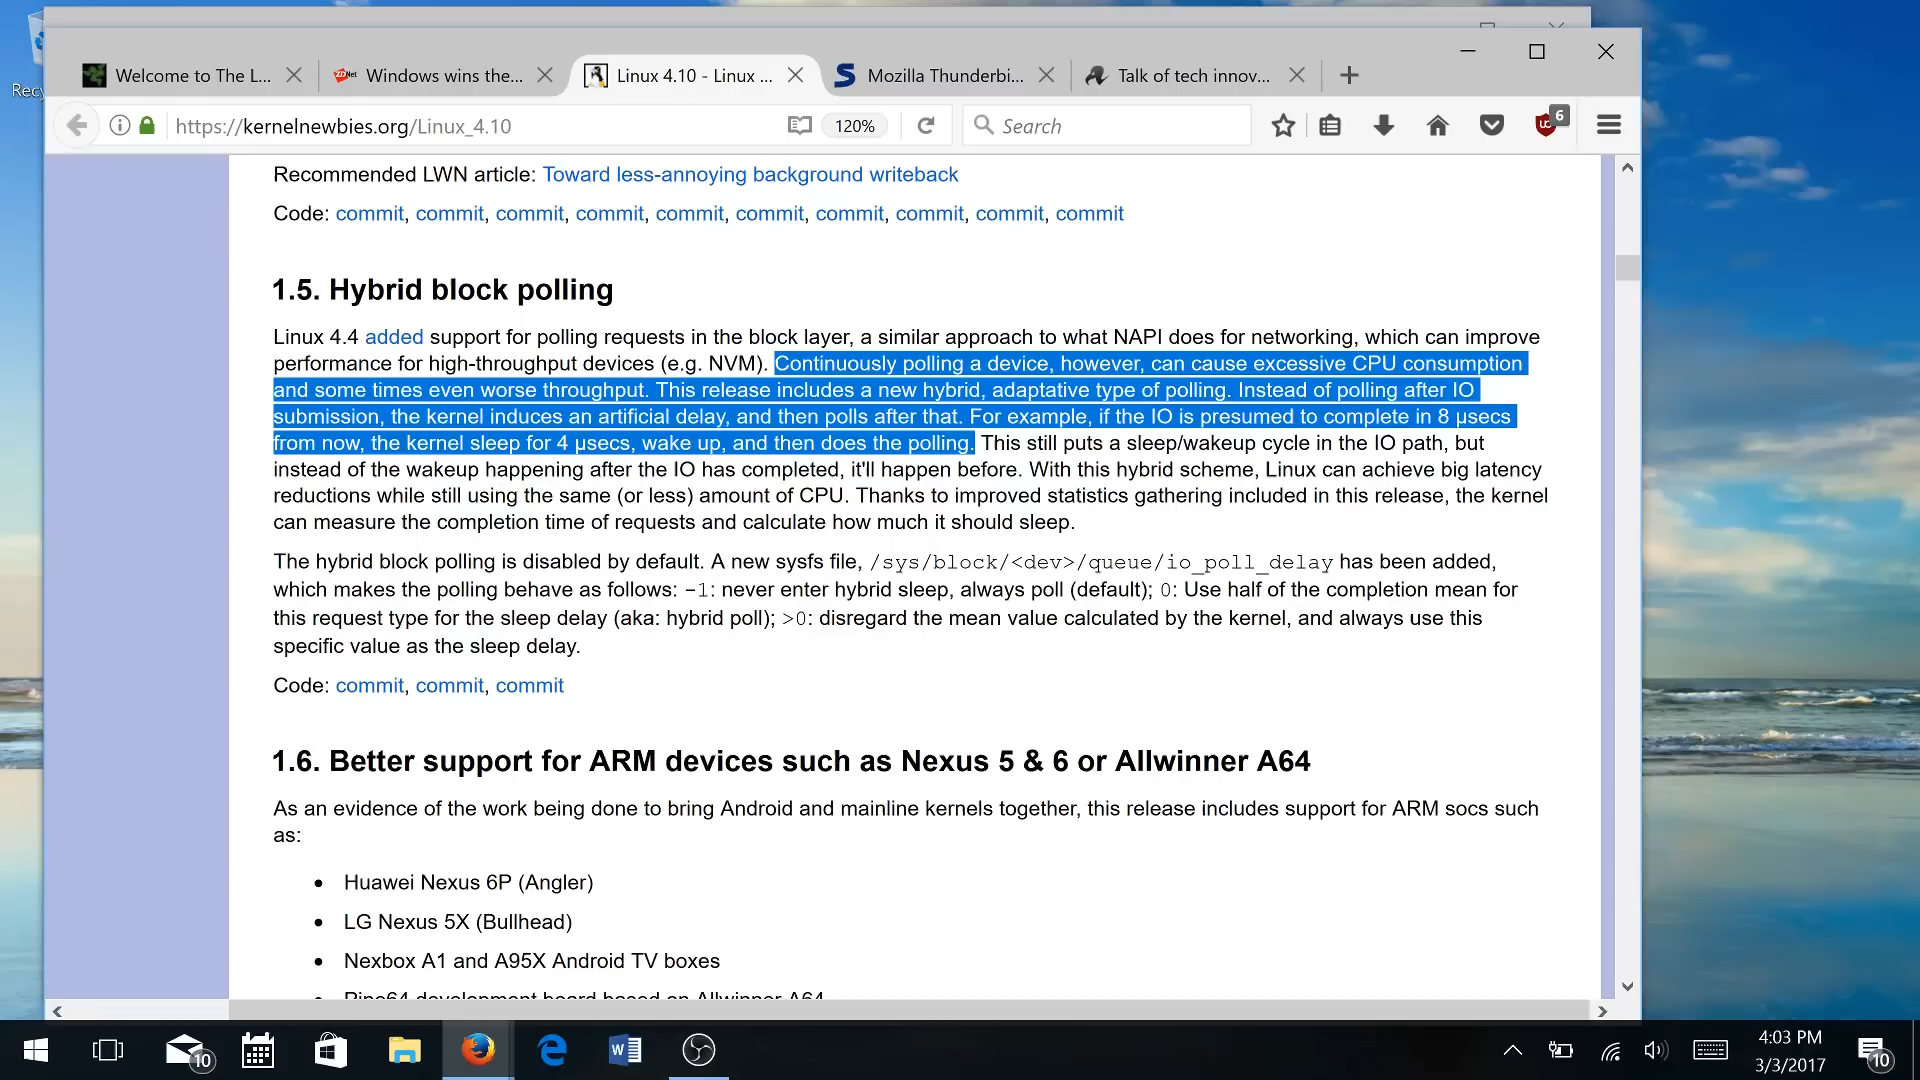 Recy
Welcome to The L...
ZDNet
Windows wins the...
Linux 4.10 - Linux ...
Mozilla Thunderbi...
Talk of tech innov...
https://kernelnewbies.org/Linux_4.10
120%
Search
6
Recommended LWN article: Toward less-annoying background writeback
Code: commit, commit, commit, commit, commit, commit, commit, commit, commit, commit
1.5. Hybrid block polling
Linux 4.4 added support for polling requests in the block layer, a similar approach to what NAPI does for networking, which can improve
performance for high-throughput devices (e.g. NVM). Continuously polling a device, however, can cause excessive CPU consumption
and some times even worse throughput. This release includes a new hybrid, adaptative type of polling. Instead of polling after IO
submission, the kernel induces an artificial delay, and then polls after that. For example, if the IO is presumed to complete in 8 μsecs
from now, the kernel sleep for 4 μsecs, wake up, and then does the polling. This still puts a sleep/wakeup cycle in the IO path, but
instead of the wakeup happening after the IO has completed, it'll happen before. With this hybrid scheme, Linux can achieve big latency
reductions while still using the same (or less) amount of CPU. Thanks to improved statistics gathering included in this release, the kernel
can measure the completion time of requests and calculate how much it should sleep.
The hybrid block polling is disabled by default. A new sysfs file, /sys/block/<dev>/queue/io_poll_delay has been added,
which makes the polling behave as follows: -1: never enter hybrid sleep, always poll (default); 0: Use half of the completion mean for
this request type for the sleep delay (aka: hybrid poll); >0: disregard the mean value calculated by the kernel, and always use this
specific value as the sleep delay.
Code: commit, commit, commit
1.6. Better support for ARM devices such as Nexus 5 & 6 or Allwinner A64
As an evidence of the work being done to bring Android and mainline kernels together, this release includes support for ARM socs such
as:
• Huawei Nexus 6P (Angler)
• LG Nexus 5X (Bullhead)
• Nexbox A1 and A95X Android TV boxes
• Pine64 development board based on Allwinner A64
10
4:03 PM
3/3/2017
10